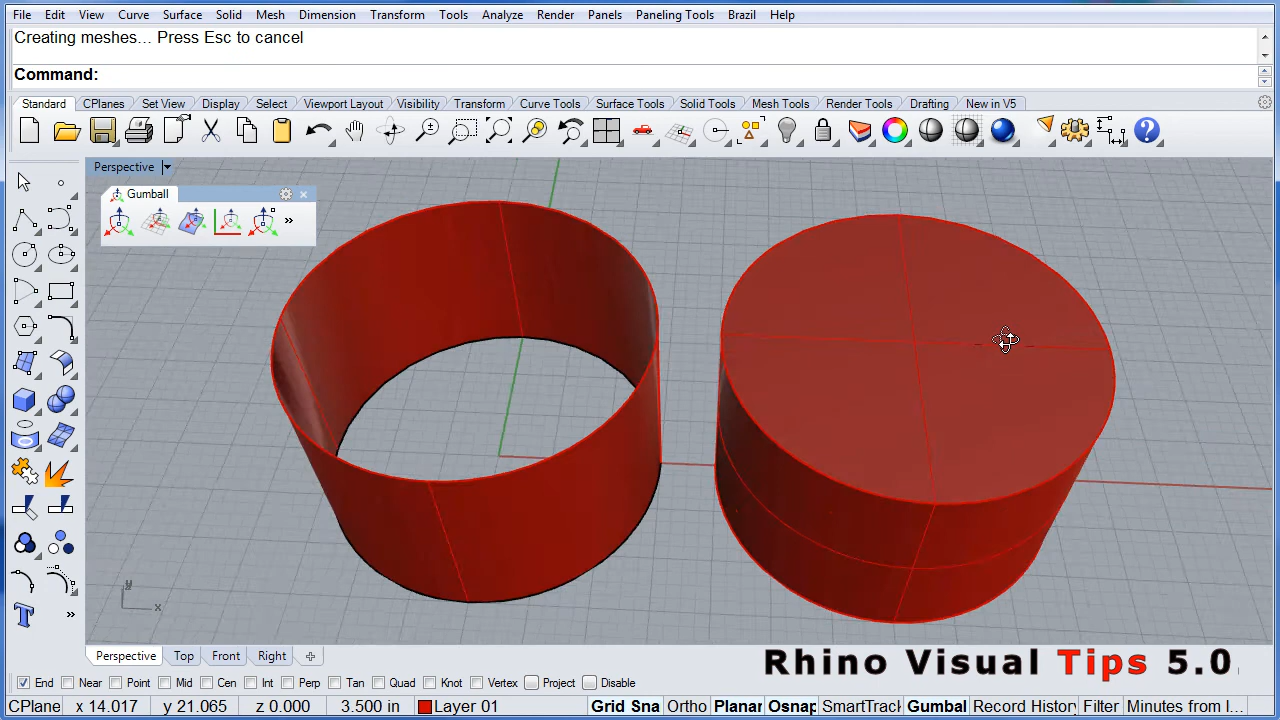 File Edit View Curve Surface Solid Mesh Dimension Transform Tools Analyze Render Panels Paneling Tools Brazil Help
Creating meshes... Press Esc to cancel
Command:
Standard CPlanes Set View Display Select Viewport Layout Visibility Transform Curve Tools Surface Tools Solid Tools Mesh Tools Render Tools Drafting New in V5
Perspective
Gumball
y
x
Perspective Top Front Right
Rhino Visual Tips 5.0
End Near Point Mid Cen Int Perp Tan Quad Knot Vertex Project Disable
CPlane x 14.017 y 21.065 z 0.000 3.500 in Layer 01 Grid Sna Ortho Planar Osnap SmartTrack Gumbal Record History Filter Minutes from l...